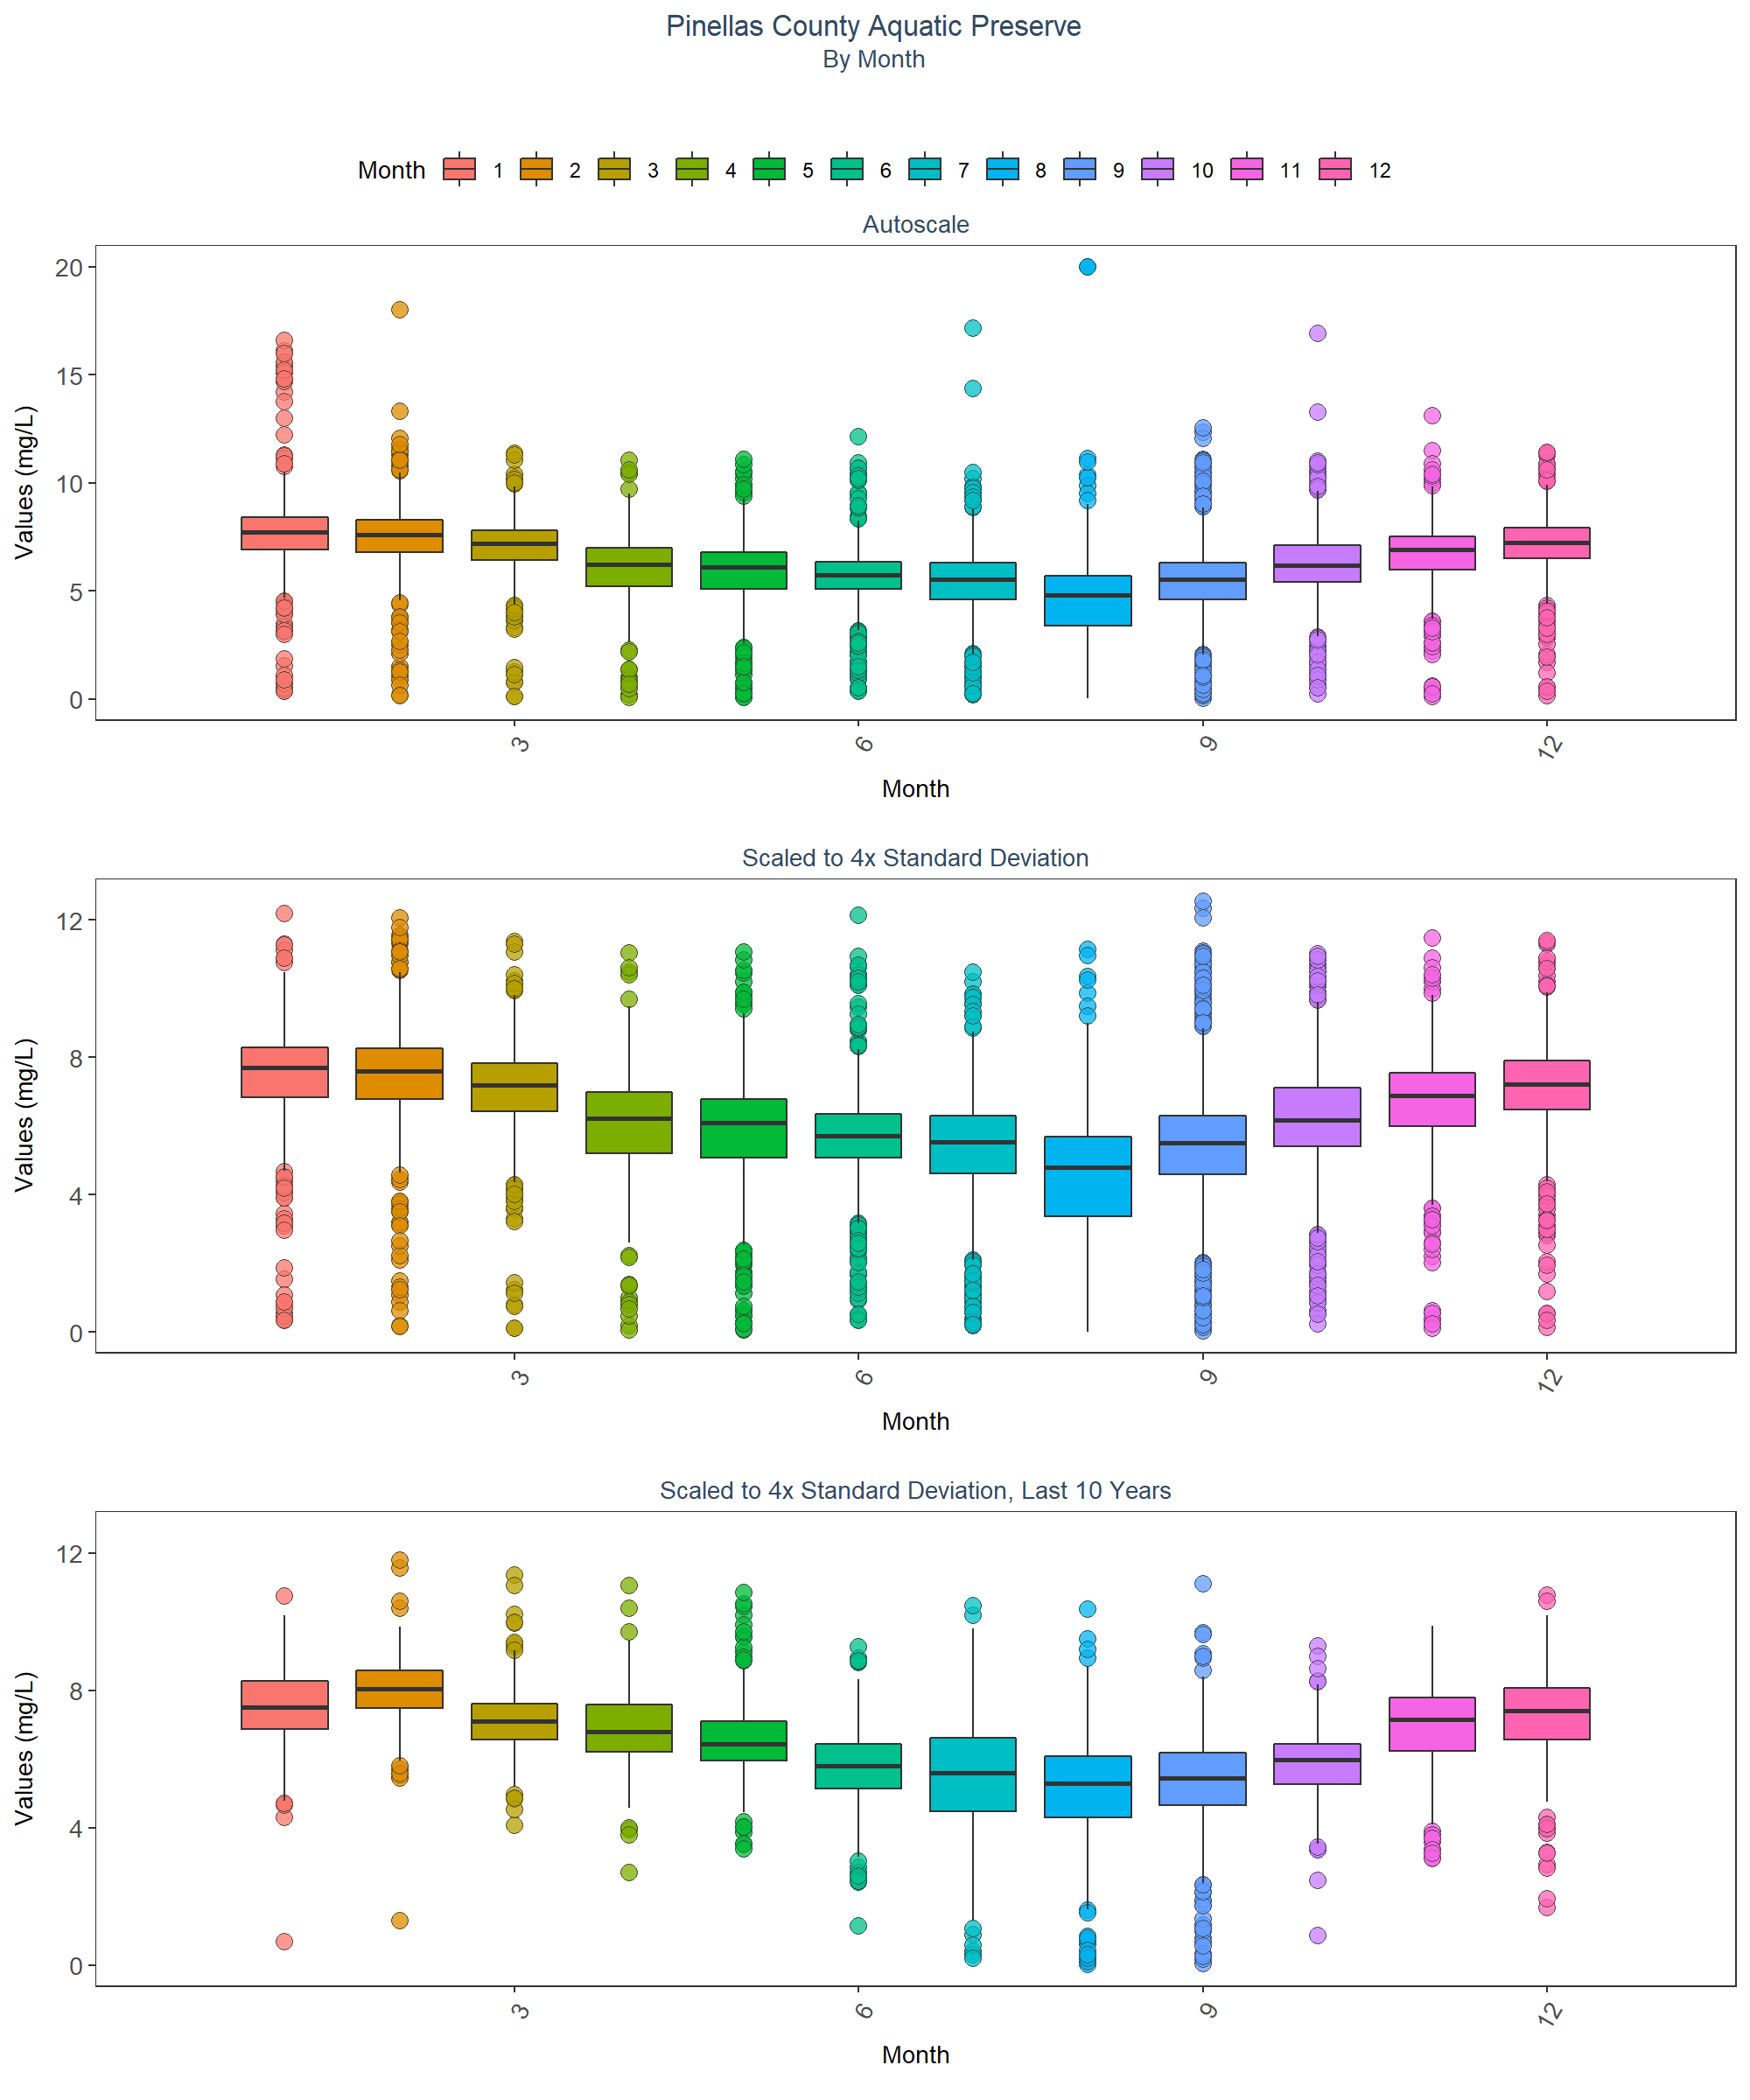 Pinellas County Aquatic Preserve
By Month
Month 1 2 3 4 5 6 7 8 9 10 11 12
Autoscale
Values (mg/L)
20
15
10
5
0
3 6 9 12
Month
Scaled to 4x Standard Deviation
Values (mg/L)
12
8
4
0
3 6 9 12
Month
Scaled to 4x Standard Deviation, Last 10 Years
Values (mg/L)
12
8
4
0
3 6 9 12
Month